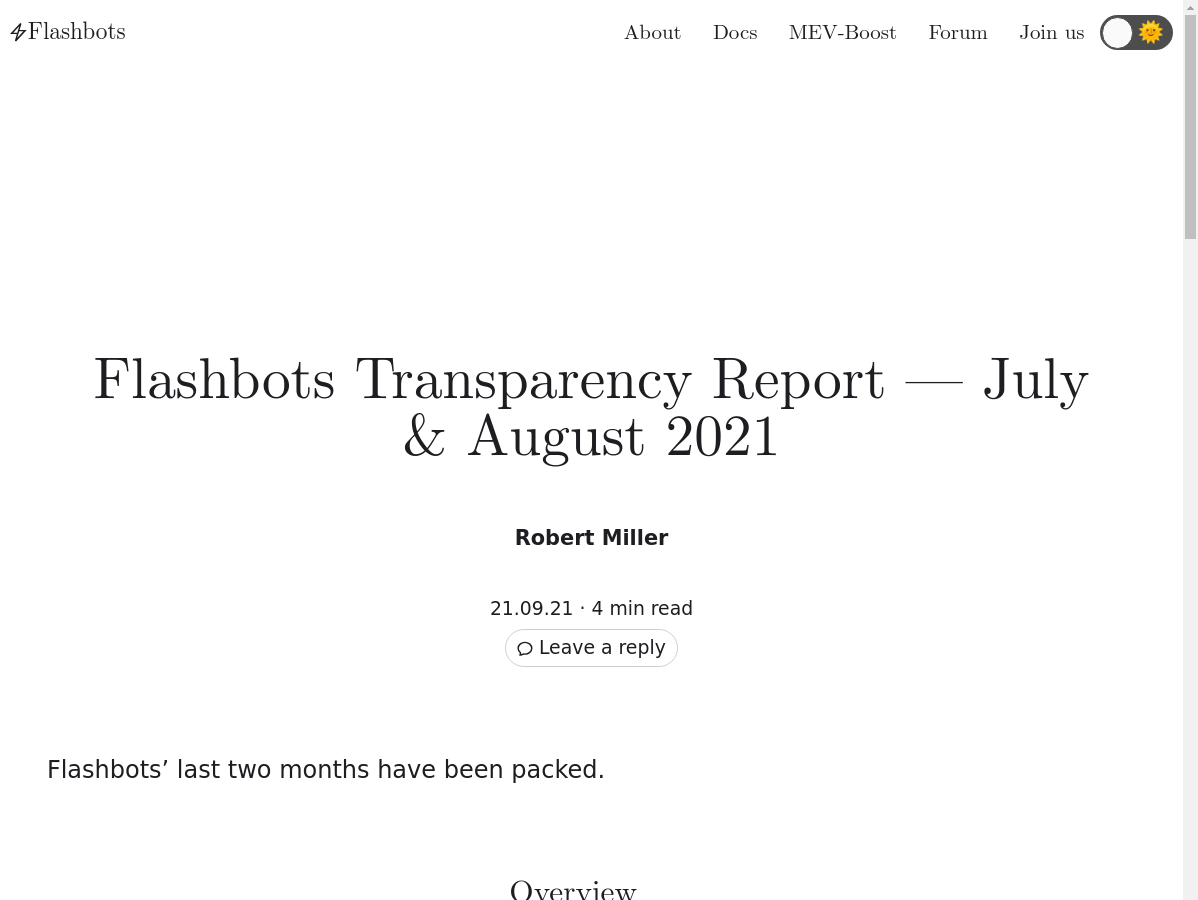 Flashbots
About
Docs
MEV-Boost
Forum
Join us
Flashbots Transparency Report — July
& August 2021
Robert Miller
21.09.21 · 4 min read
Leave a reply
Flashbots’ last two months have been packed.
Overview